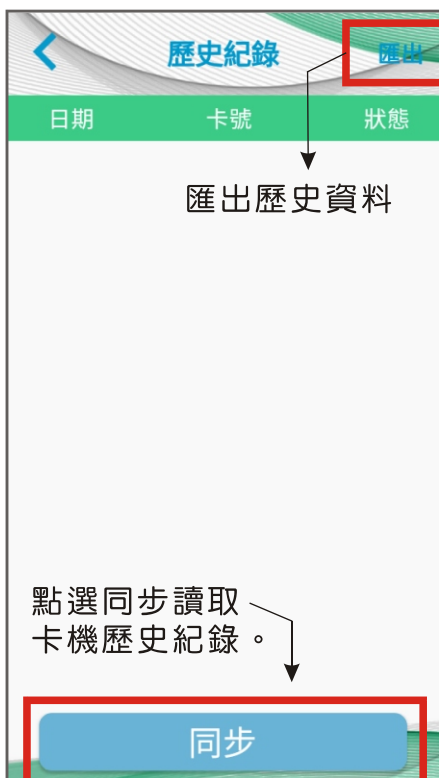 歷史紀錄 匯出
日期 卡號 狀態
匯出歷史資料
點選同步讀取
卡機歷史紀錄。
同步